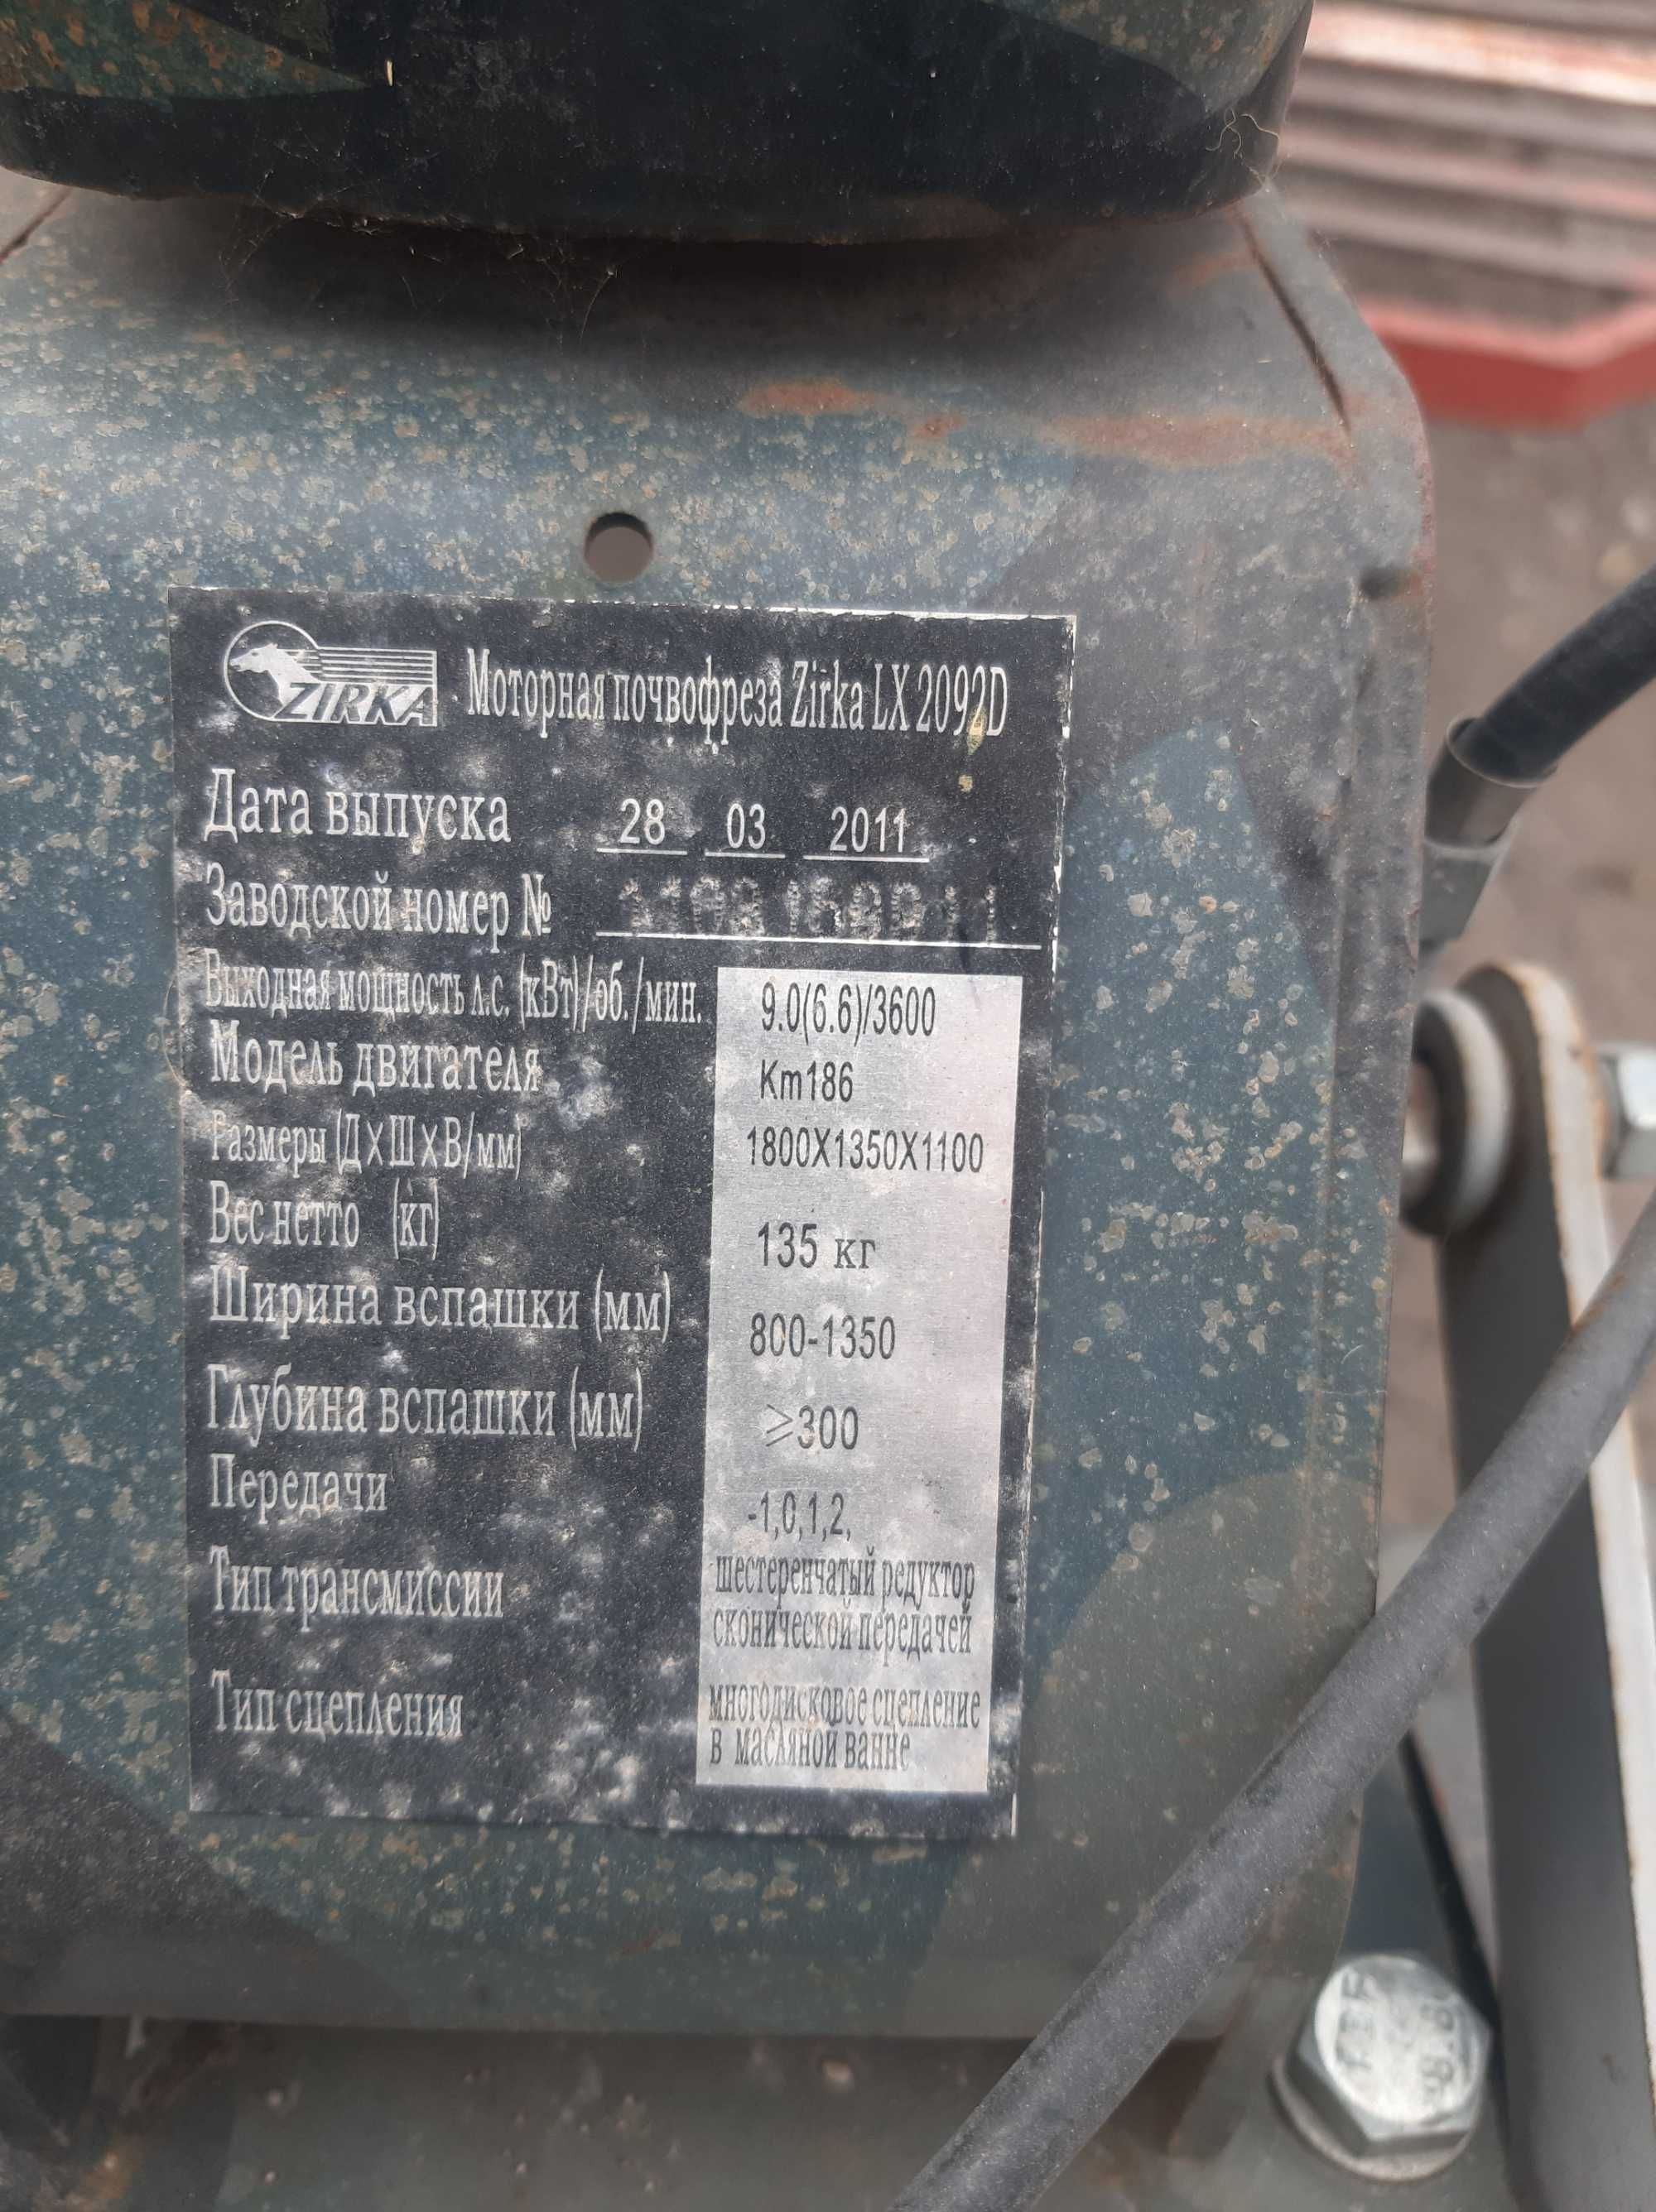 ZIRKA Моторная почвофреза Zirka LX 2092D
Дата выпуска 28 03 2011
Заводской номер №
Выходная мощность л.с. (кВт)/об./мин. 9.0(6.6)/3600
Модель двигателя Km186
Размеры (ДхШхВ/мм) 1800X1350X1100
Вес нетто (кг) 135 кг
Ширина вспашки (мм) 800-1350
Глубина вспашки (мм) ⩾300
Передачи -1,0,1,2,
Тип трансмиссии шестеренчатый редуктор
сконической передачей
Тип сцепления многодисковое сцепление
в масляной ванне